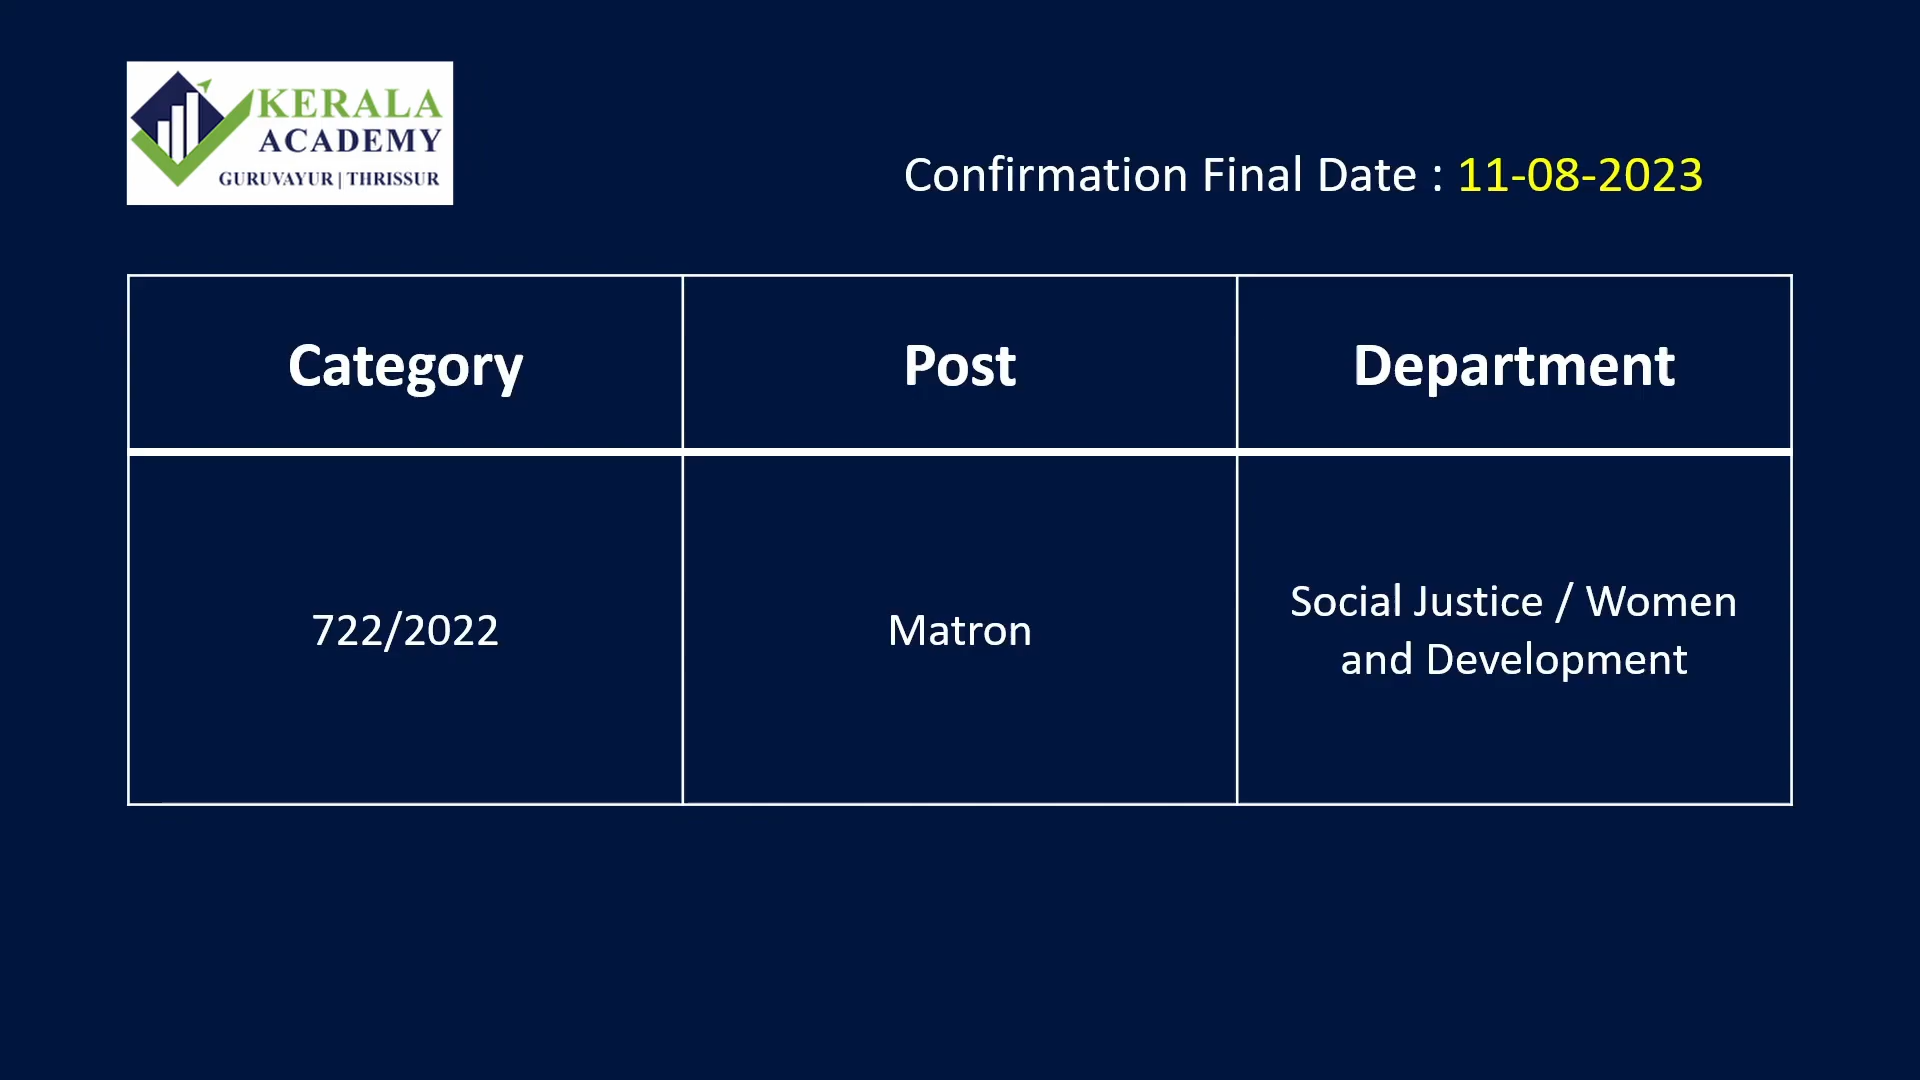 KERALA
ACADEMY
GURUVAYUR | THRISSUR
Confirmation Final Date : 11-08-2023
Category Post Department
722/2022 Matron Social Justice / Women
and Development